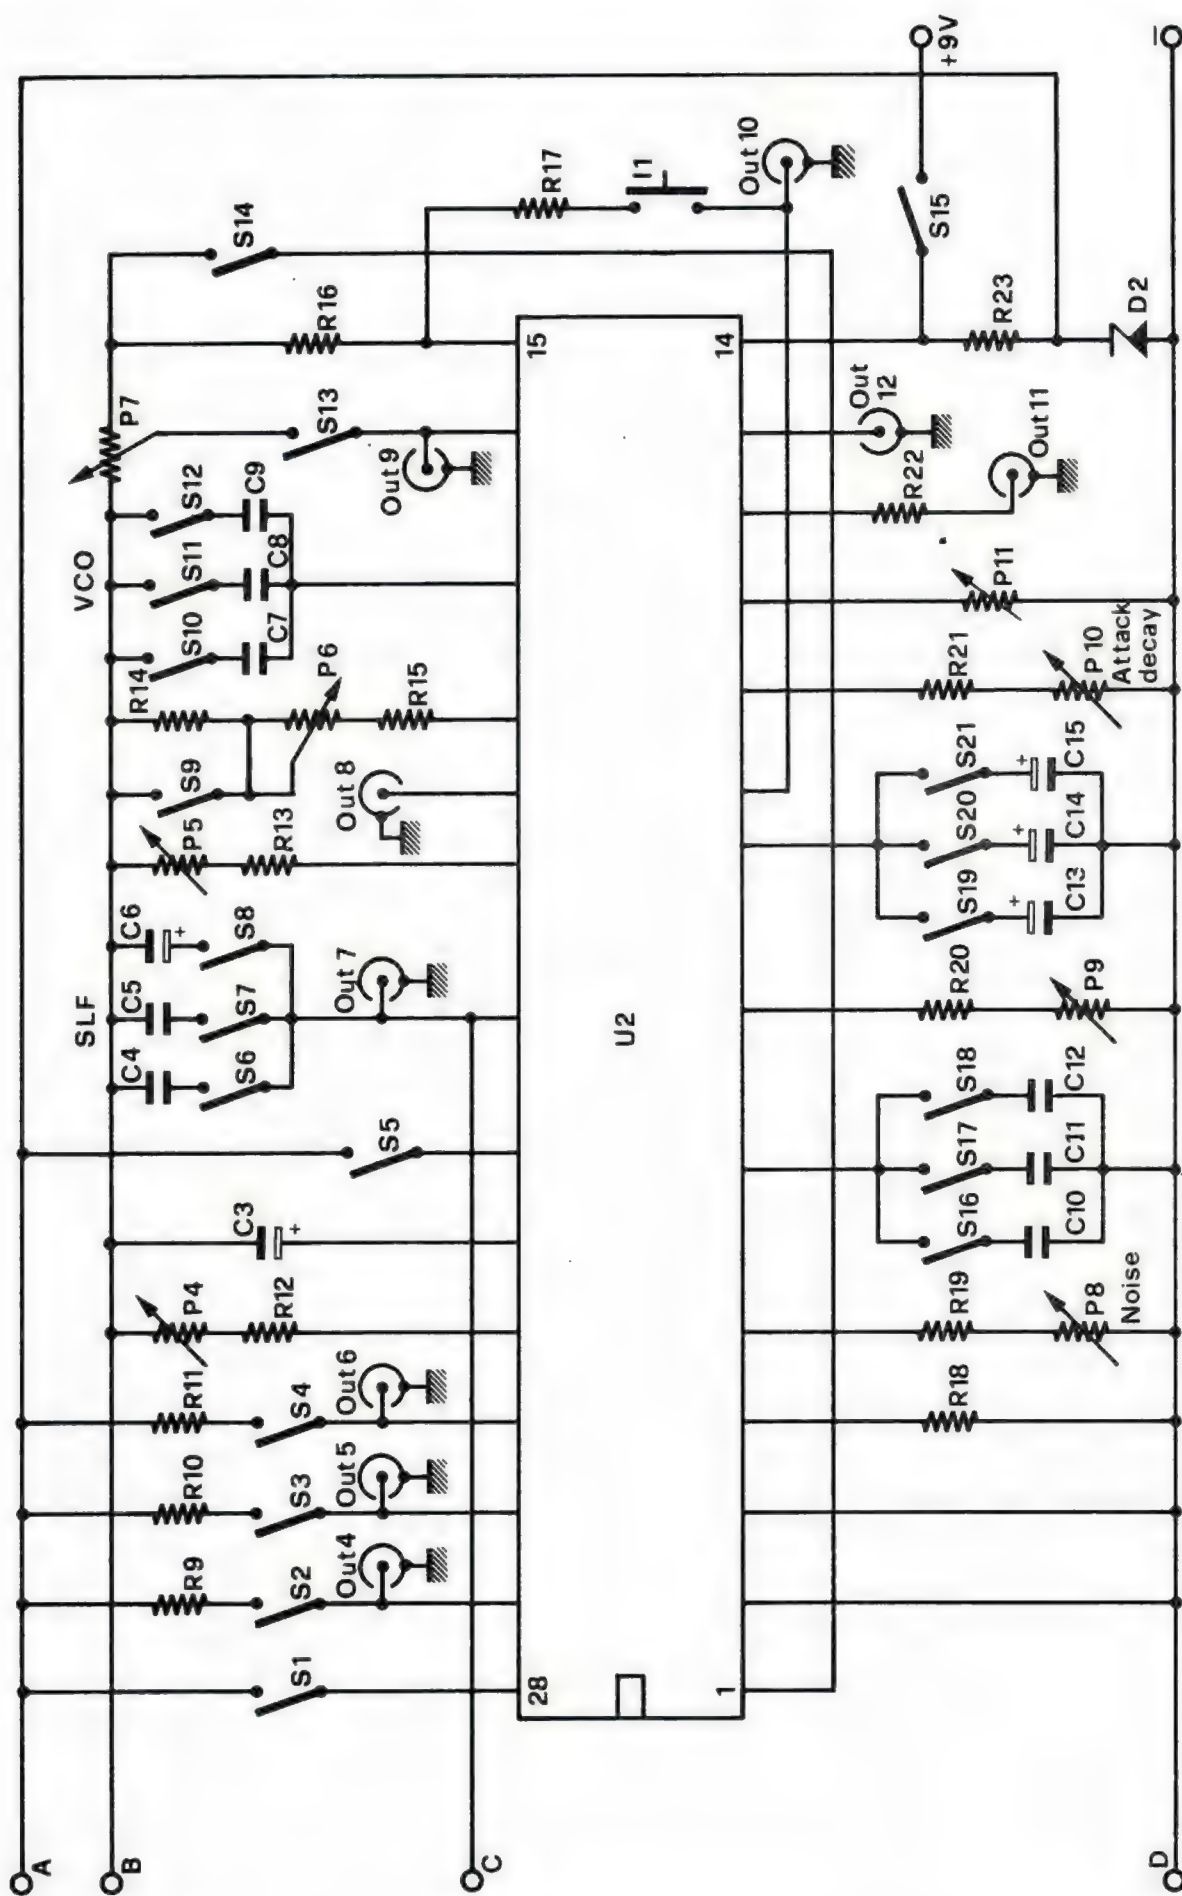 A
B
C
D
+9V
–
SLF
VCO
R9
R10
R11
P4
C3
C4
C5
C6
P5
S9
R14
S10
S11
S12
P7
S14
S1
S2
S3
S4
R12
S5
S6
S7
S8
R13
P6
C7
C8
C9
S13
R16
R17
Out 4
Out 5
Out 6
Out 7
Out 8
R15
Out 9
I1
Out 10
28
15
U2
1
14
R18
R19
S16
S17
S18
R20
S19
S20
S21
R21
R22
Out
12
S15
P8
Noise
C10
C11
C12
P9
C13
+
C14
+
C15
+
P10
Attack
decay
P11
Out 11
R23
D2
+
+